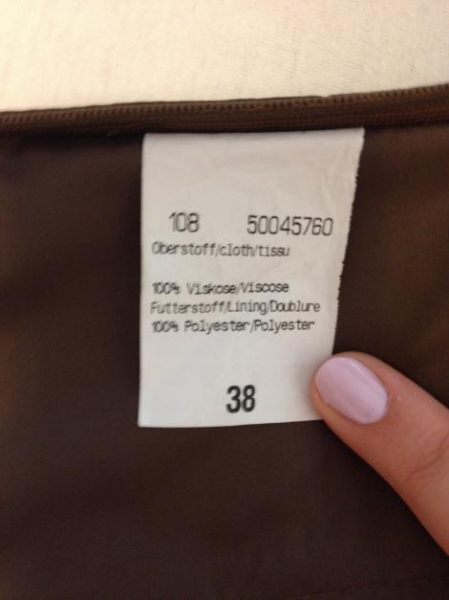 108 50045760
Oberstoff/cloth/tissu
100% Viskose/Viscose
Futterstoff/Lining/Doublure
100% Polyester/Polyester
38